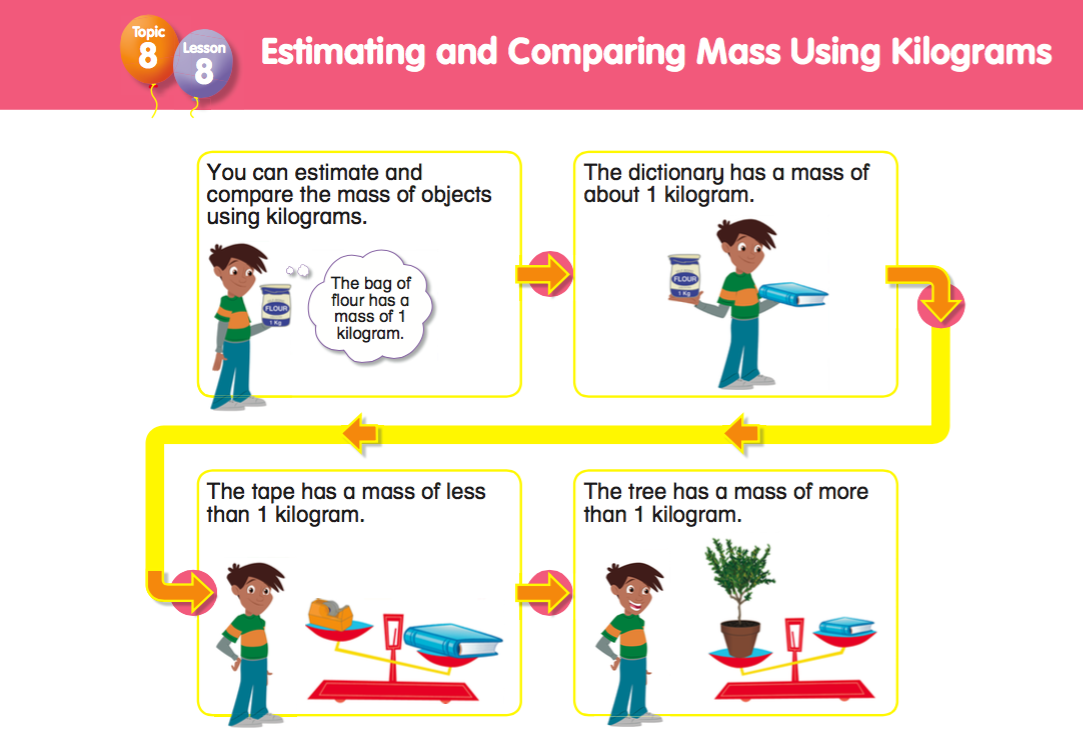 Topic
8
Lesson
8
Estimating and Comparing Mass Using Kilograms
You can estimate and
compare the mass of objects
using kilograms.
The bag of
flour has a
mass of 1
kilogram.
FLOUR
1 Kg
The dictionary has a mass of
about 1 kilogram.
FLOUR
1 Kg
The tape has a mass of less
than 1 kilogram.
The tree has a mass of more
than 1 kilogram.